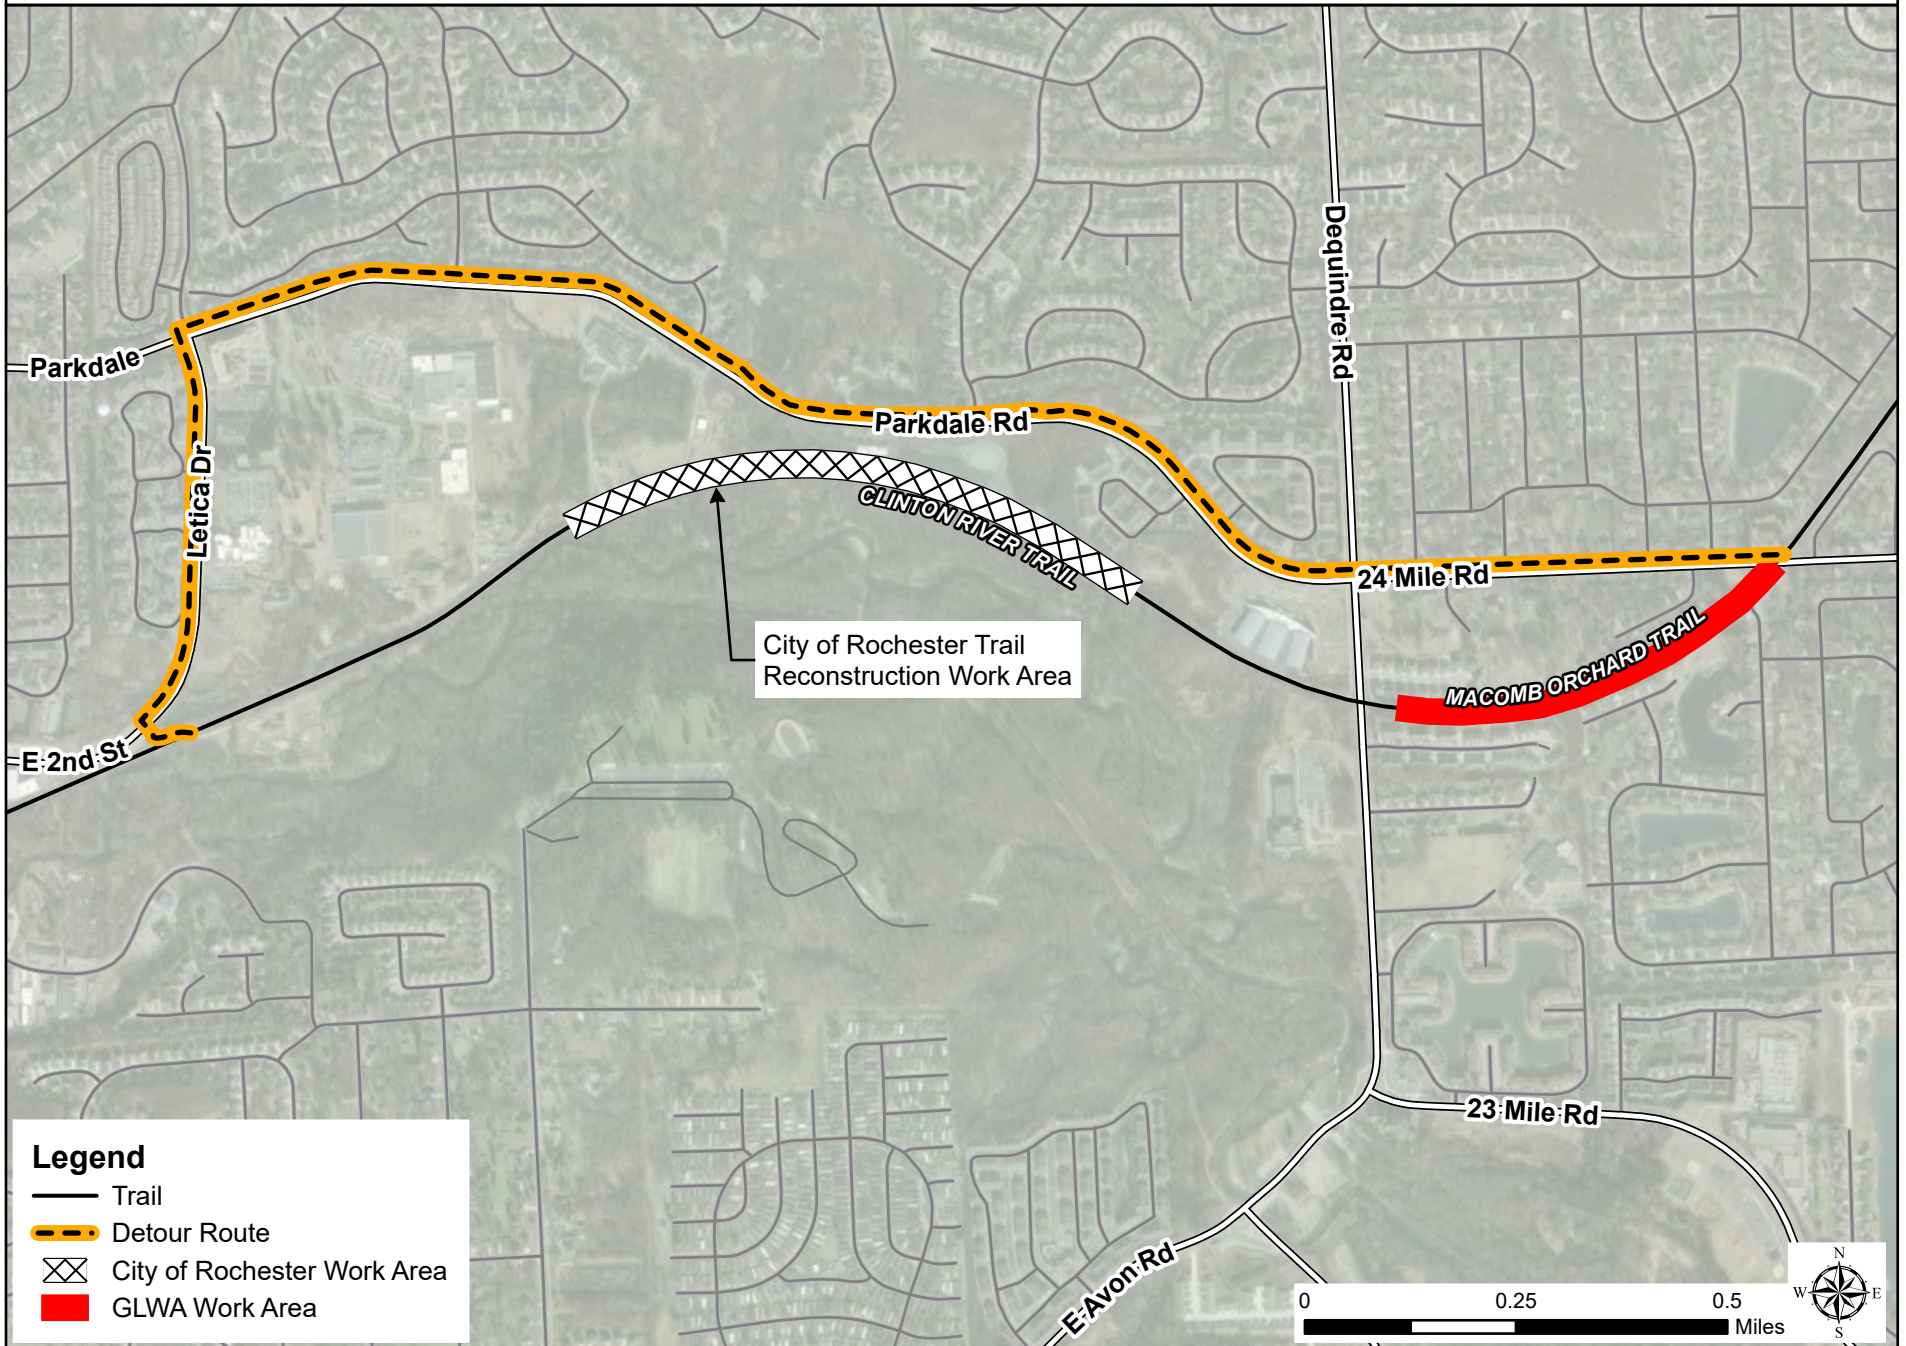 Dequindre Rd
Parkdale
Parkdale Rd
Letica Dr
CLINTON RIVER TRAIL
24 Mile Rd
MACOMB ORCHARD TRAIL
City of Rochester Trail
Reconstruction Work Area
E 2nd St
23 Mile Rd
E Avon Rd
Legend
Trail
Detour Route
City of Rochester Work Area
GLWA Work Area
0 0.25 0.5
Miles
N
W E
S